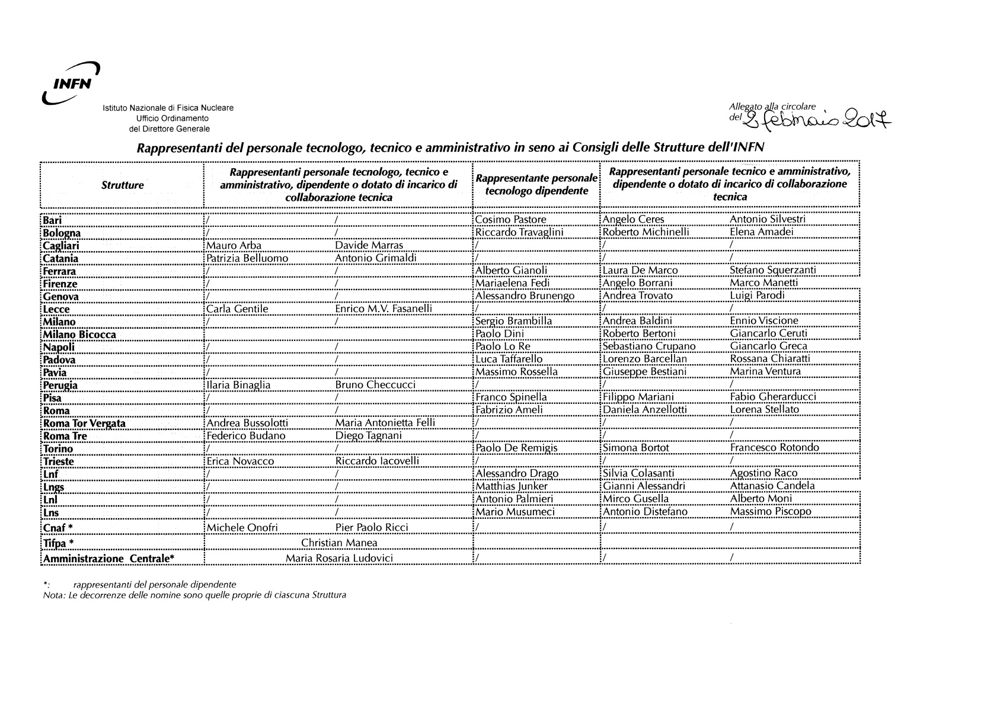 INFN
Istituto Nazionale di Fisica Nucleare
Ufficio Ordinamento
del Direttore Generale
Allegato alla circolare
del 2 febbraio 2017
Rappresentanti del personale tecnologo, tecnico e amministrativo in seno ai Consigli delle Strutture dell'INFN
Strutture
Rappresentanti personale tecnologo, tecnico e
amministrativo, dipendente o dotato di incarico di
collaborazione tecnica
Rappresentante personale
tecnologo dipendente
Rappresentanti personale tecnico e amministrativo,
dipendente o dotato di incarico di collaborazione
tecnica
Bari / / Cosimo Pastore Angelo Ceres Antonio Silvestri
Bologna / / Riccardo Travaglini Roberto Michinelli Elena Amadei
Cagliari Mauro Arba Davide Marras / / /
Catania Patrizia Belluomo Antonio Grimaldi / / /
Ferrara / / Alberto Gianoli Laura De Marco Stefano Squerzanti
Firenze / / Mariaelena Fedi Angelo Borrani Marco Manetti
Genova / / Alessandro Brunengo Andrea Trovato Luigi Parodi
Lecce Carla Gentile Enrico M.V. Fasanelli / / /
Milano / / Sergio Brambilla Andrea Baldini Ennio Viscione
Milano Bicocca Paolo Dini Roberto Bertoni Giancarlo Ceruti
Napoli / / Paolo Lo Re Sebastiano Crupano Giancarlo Greca
Padova / / Luca Taffarello Lorenzo Barcellan Rossana Chiaratti
Pavia / / Massimo Rossella Giuseppe Bestiani Marina Ventura
Perugia Ilaria Binaglia Bruno Checcucci / / /
Pisa / / Franco Spinella Filippo Mariani Fabio Gherarducci
Roma / / Fabrizio Ameli Daniela Anzellotti Lorena Stellato
Roma Tor Vergata Andrea Bussolotti Maria Antonietta Felli / / /
Roma Tre Federico Budano Diego Tagnani / / /
Torino / / Paolo De Remigis Simona Bortot Francesco Rotondo
Trieste Erica Novacco Riccardo Iacovelli / / /
Lnf / / Alessandro Drago Silvia Colasanti Agostino Raco
Lngs / / Matthias Junker Gianni Alessandri Attanasio Candela
Lnl / / Antonio Palmieri Mirco Gusella Alberto Moni
Lns / / Mario Musumeci Antonio Distefano Massimo Piscopo
Cnaf * Michele Onofri Pier Paolo Ricci / / /
Tifpa * Christian Manea
Amministrazione Centrale* Maria Rosaria Ludovici / / /
*: rappresentanti del personale dipendente
Nota: Le decorrenze delle nomine sono quelle proprie di ciascuna Struttura